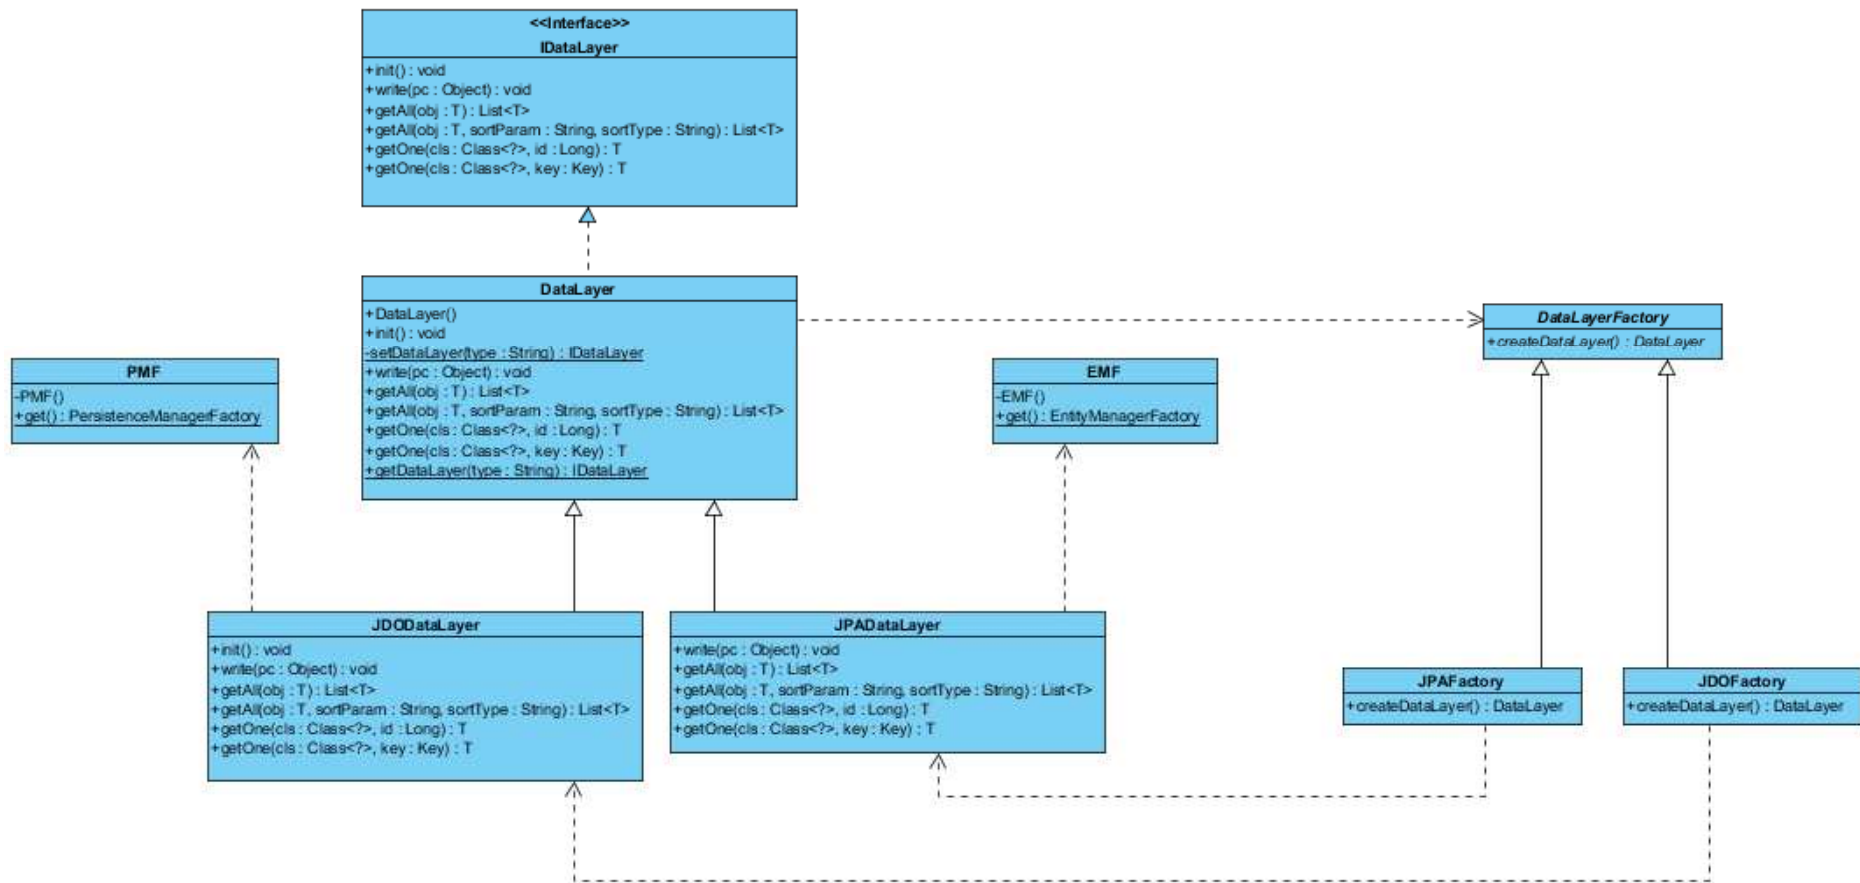 <<Interface>>
IDataLayer
+init() : void
+write(pc : Object) : void
+getAll(obj : T) : List<T>
+getAll(obj : T, sortParam : String, sortType : String) : List<T>
+getOne(cls : Class<?>, id : Long) : T
+getOne(cls : Class<?>, key : Key) : T
DataLayer
+DataLayer()
+init() : void
-setDataLayer(type : String) : IDataLayer
+write(pc : Object) : void
+getAll(obj : T) : List<T>
+getAll(obj : T, sortParam : String, sortType : String) : List<T>
+getOne(cls : Class<?>, id : Long) : T
+getOne(cls : Class<?>, key : Key) : T
+getDataLayer(type : String) : IDataLayer
DataLayerFactory
+createDataLayer() : DataLayer
PMF
-PMF()
+get() : PersistenceManagerFactory
EMF
-EMF()
+get() : EntityManagerFactory
JDODataLayer
+init() : void
+write(pc : Object) : void
+getAll(obj : T) : List<T>
+getAll(obj : T, sortParam : String, sortType : String) : List<T>
+getOne(cls : Class<?>, id : Long) : T
+getOne(cls : Class<?>, key : Key) : T
JPADataLayer
+write(pc : Object) : void
+getAll(obj : T) : List<T>
+getAll(obj : T, sortParam : String, sortType : String) : List<T>
+getOne(cls : Class<?>, id : Long) : T
+getOne(cls : Class<?>, key : Key) : T
JPAFactory
+createDataLayer() : DataLayer
JDOFactory
+createDataLayer() : DataLayer